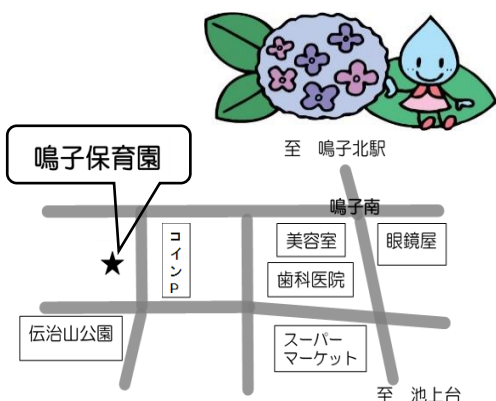 至 鳴子北駅
鳴子保育園
鳴子南
コインP
美容室
眼鏡屋
歯科医院
伝治山公園
スーパー
マーケット
至 池上台